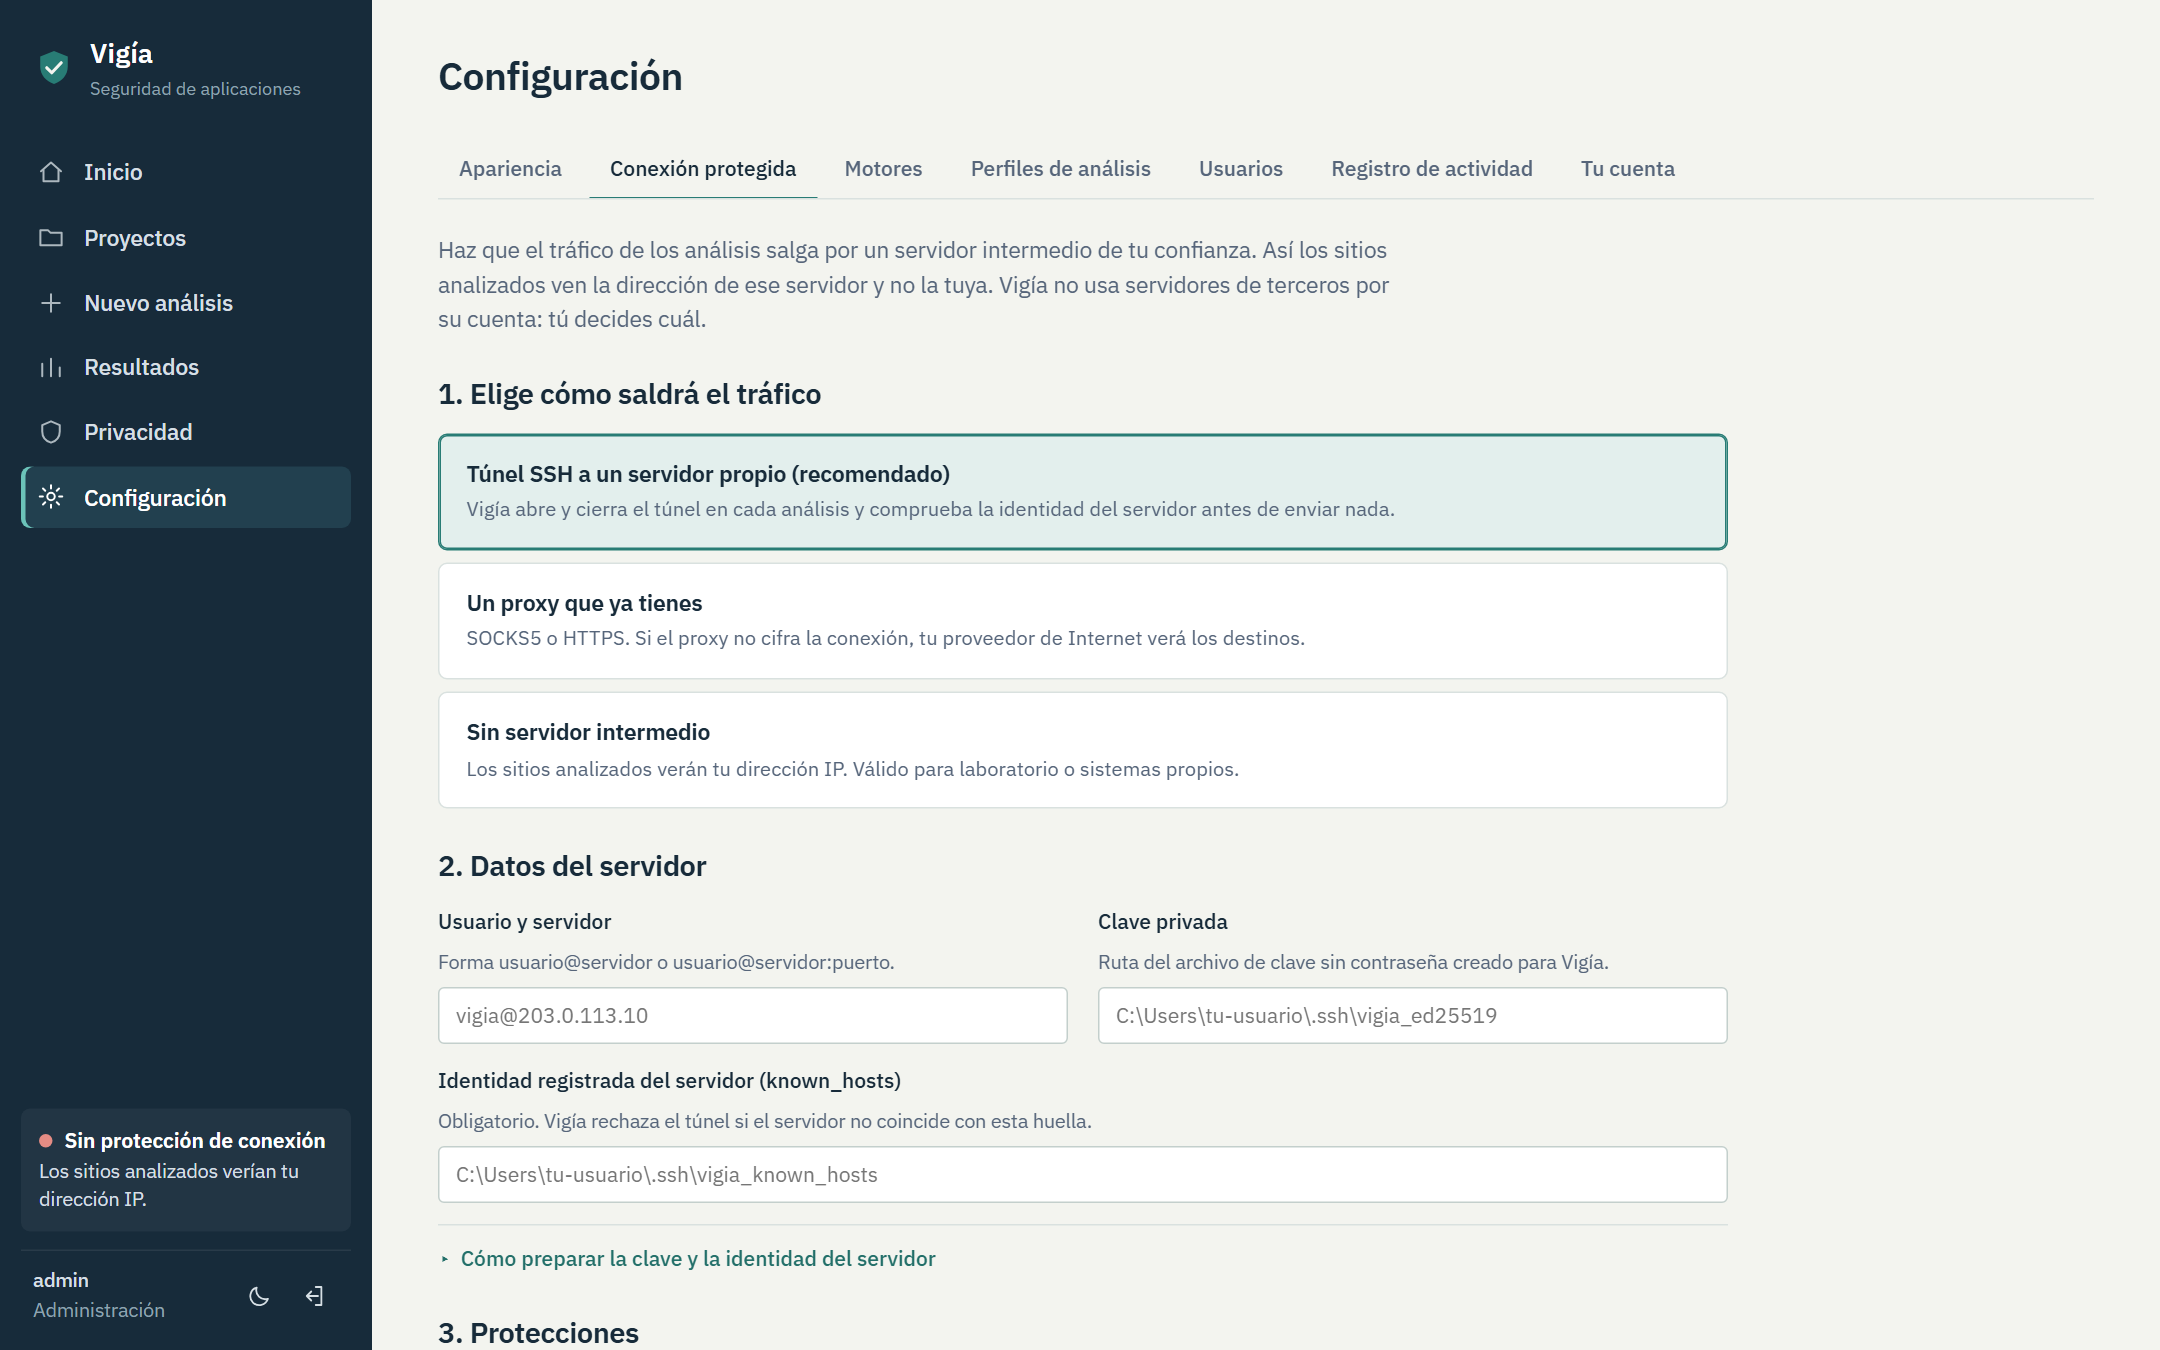 Vigía
Seguridad de aplicaciones
Inicio
Proyectos
Nuevo análisis
Resultados
Privacidad
Configuración
Sin protección de conexión
Los sitios analizados verían tu
dirección IP.
admin
Administración
Configuración
Apariencia
Conexión protegida
Motores
Perfiles de análisis
Usuarios
Registro de actividad
Tu cuenta
Haz que el tráfico de los análisis salga por un servidor intermedio de tu confianza. Así los sitios
analizados ven la dirección de ese servidor y no la tuya. Vigía no usa servidores de terceros por
su cuenta: tú decides cuál.
1. Elige cómo saldrá el tráfico
Túnel SSH a un servidor propio (recomendado)
Vigía abre y cierra el túnel en cada análisis y comprueba la identidad del servidor antes de enviar nada.
Un proxy que ya tienes
SOCKS5 o HTTPS. Si el proxy no cifra la conexión, tu proveedor de Internet verá los destinos.
Sin servidor intermedio
Los sitios analizados verán tu dirección IP. Válido para laboratorio o sistemas propios.
2. Datos del servidor
Usuario y servidor
Forma usuario@servidor o usuario@servidor:puerto.
vigia@203.0.113.10
Clave privada
Ruta del archivo de clave sin contraseña creado para Vigía.
C:\Users\tu-usuario\.ssh\vigia_ed25519
Identidad registrada del servidor (known_hosts)
Obligatorio. Vigía rechaza el túnel si el servidor no coincide con esta huella.
C:\Users\tu-usuario\.ssh\vigia_known_hosts
Cómo preparar la clave y la identidad del servidor
3. Protecciones